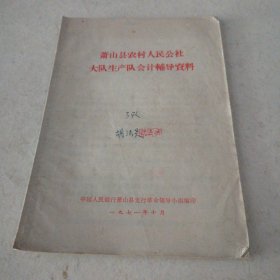 萧山县农村人民公社
大队生产队会计辅导资料
中国人民银行萧山县支行革命领导小组编印
一九七一年十月